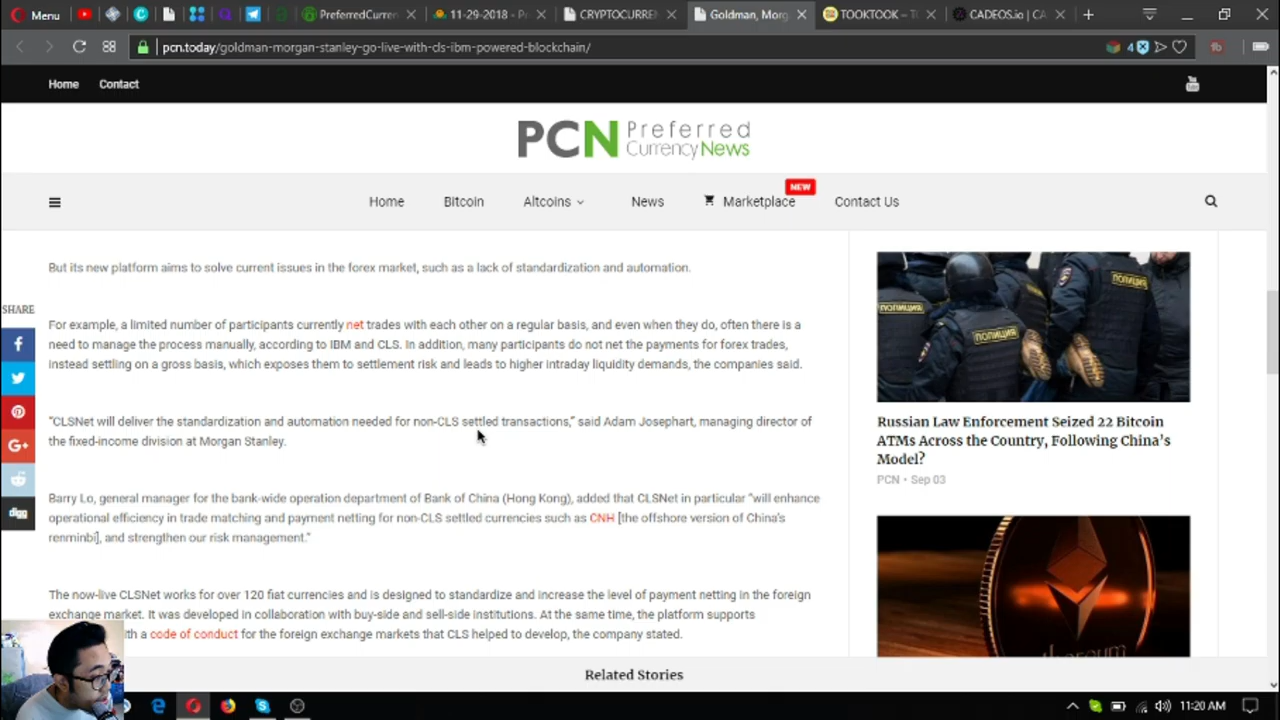 Menu
PreferredCurre
11-29-2018 - P
CRYPTOCURRE
Goldman, Morg
TOOKTOOK – T
CADEOS.io | CA
pcn.today/goldman-morgan-stanley-go-live-with-cls-ibm-powered-blockchain/
4
Home Contact
You Tube
PCN Preferred CurrencyNews
NEW
Home Bitcoin Altcoins News Marketplace Contact Us
But its new platform aims to solve current issues in the forex market, such as a lack of standardization and automation.
SHARE
For example, a limited number of participants currently net trades with each other on a regular basis, and even when they do, often there is a
need to manage the process manually, according to IBM and CLS. In addition, many participants do not net the payments for forex trades,
instead settling on a gross basis, which exposes them to settlement risk and leads to higher intraday liquidity demands, the companies said.
“CLSNet will deliver the standardization and automation needed for non-CLS settled transactions,” said Adam Josephart, managing director of
the fixed-income division at Morgan Stanley.
Barry Lo, general manager for the bank-wide operation department of Bank of China (Hong Kong), added that CLSNet in particular “will enhance
operational efficiency in trade matching and payment netting for non-CLS settled currencies such as CNH [the offshore version of China’s
renminbi], and strengthen our risk management.”
The now-live CLSNet works for over 120 fiat currencies and is designed to standardize and increase the level of payment netting in the foreign
exchange market. It was developed in collaboration with buy-side and sell-side institutions. At the same time, the platform supports
th a code of conduct for the foreign exchange markets that CLS helped to develop, the company stated.
digg
ПОЛИЦИЯ
ПОЛИЦИЯ
ПОЛИЦИЯ
Russian Law Enforcement Seized 22 Bitcoin
ATMs Across the Country, Following China’s
Model?
PCN • Sep 03
Related Stories
11:20 AM